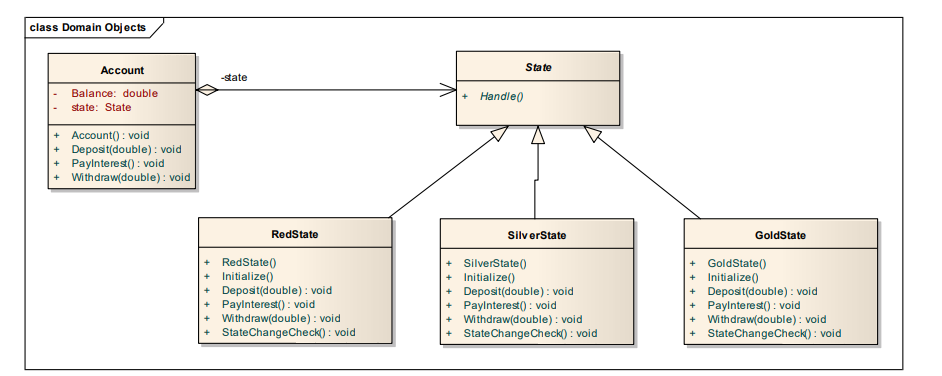 class Domain Objects
Account
- Balance: double
- state: State
+ Account() : void
+ Deposit(double) : void
+ PayInterest() : void
+ Withdraw(double) : void
-state
State
+ Handle()
RedState
+ RedState()
+ Initialize()
+ Deposit(double) : void
+ PayInterest() : void
+ Withdraw(double) : void
+ StateChangeCheck() : void
SilverState
+ SilverState()
+ Initialize()
+ Deposit(double) : void
+ PayInterest() : void
+ Withdraw(double) : void
+ StateChangeCheck() : void
GoldState
+ GoldState()
+ Initialize()
+ Deposit(double) : void
+ PayInterest() : void
+ Withdraw(double) : void
+ StateChangeCheck() : void